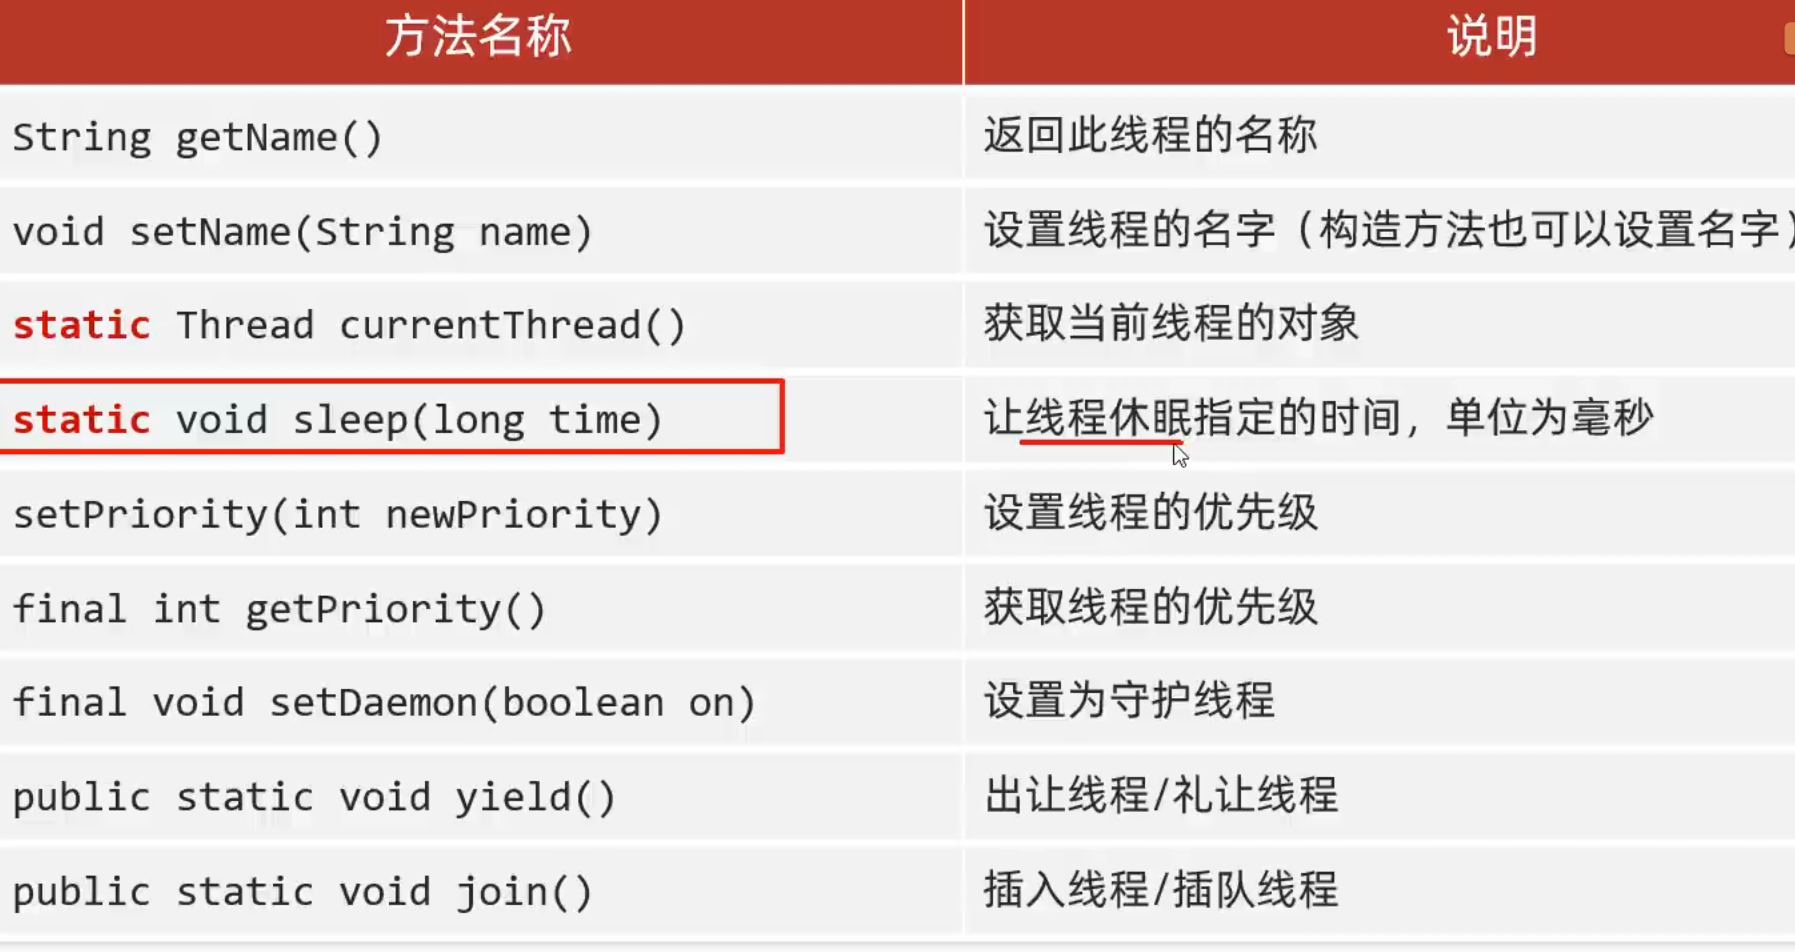 方法名称 说明
String getName() 返回此线程的名称
void setName(String name) 设置线程的名字（构造方法也可以设置名字）
static Thread currentThread() 获取当前线程的对象
static void sleep(long time) 让线程休眠指定的时间，单位为毫秒
setPriority(int newPriority) 设置线程的优先级
final int getPriority() 获取线程的优先级
final void setDaemon(boolean on) 设置为守护线程
public static void yield() 出让线程/礼让线程
public static void join() 插入线程/插队线程